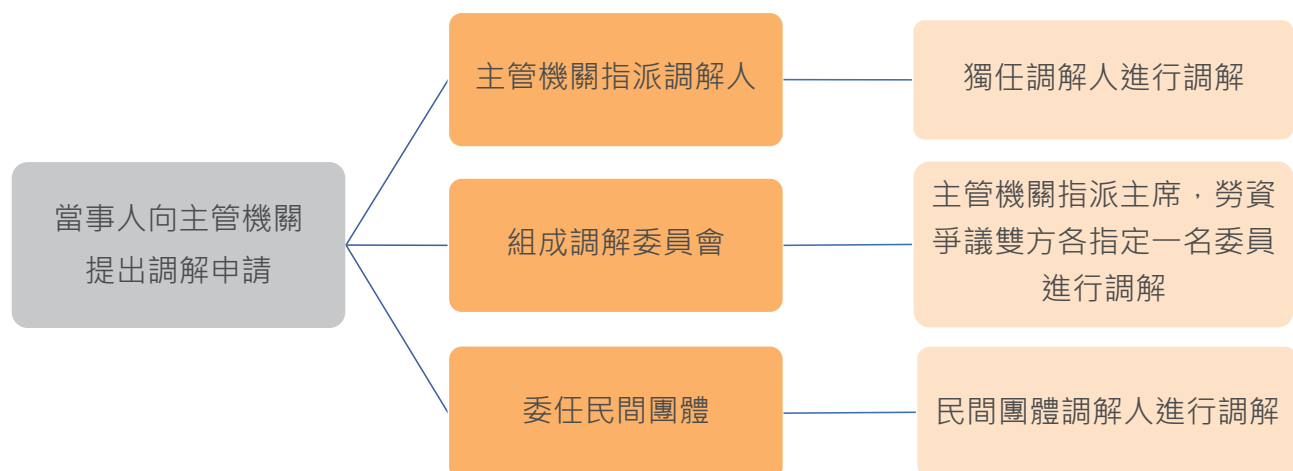 當事人向主管機關
提出調解申請
主管機關指派調解人
獨任調解人進行調解
組成調解委員會
主管機關指派主席，勞資
爭議雙方各指定一名委員
進行調解
委任民間團體
民間團體調解人進行調解